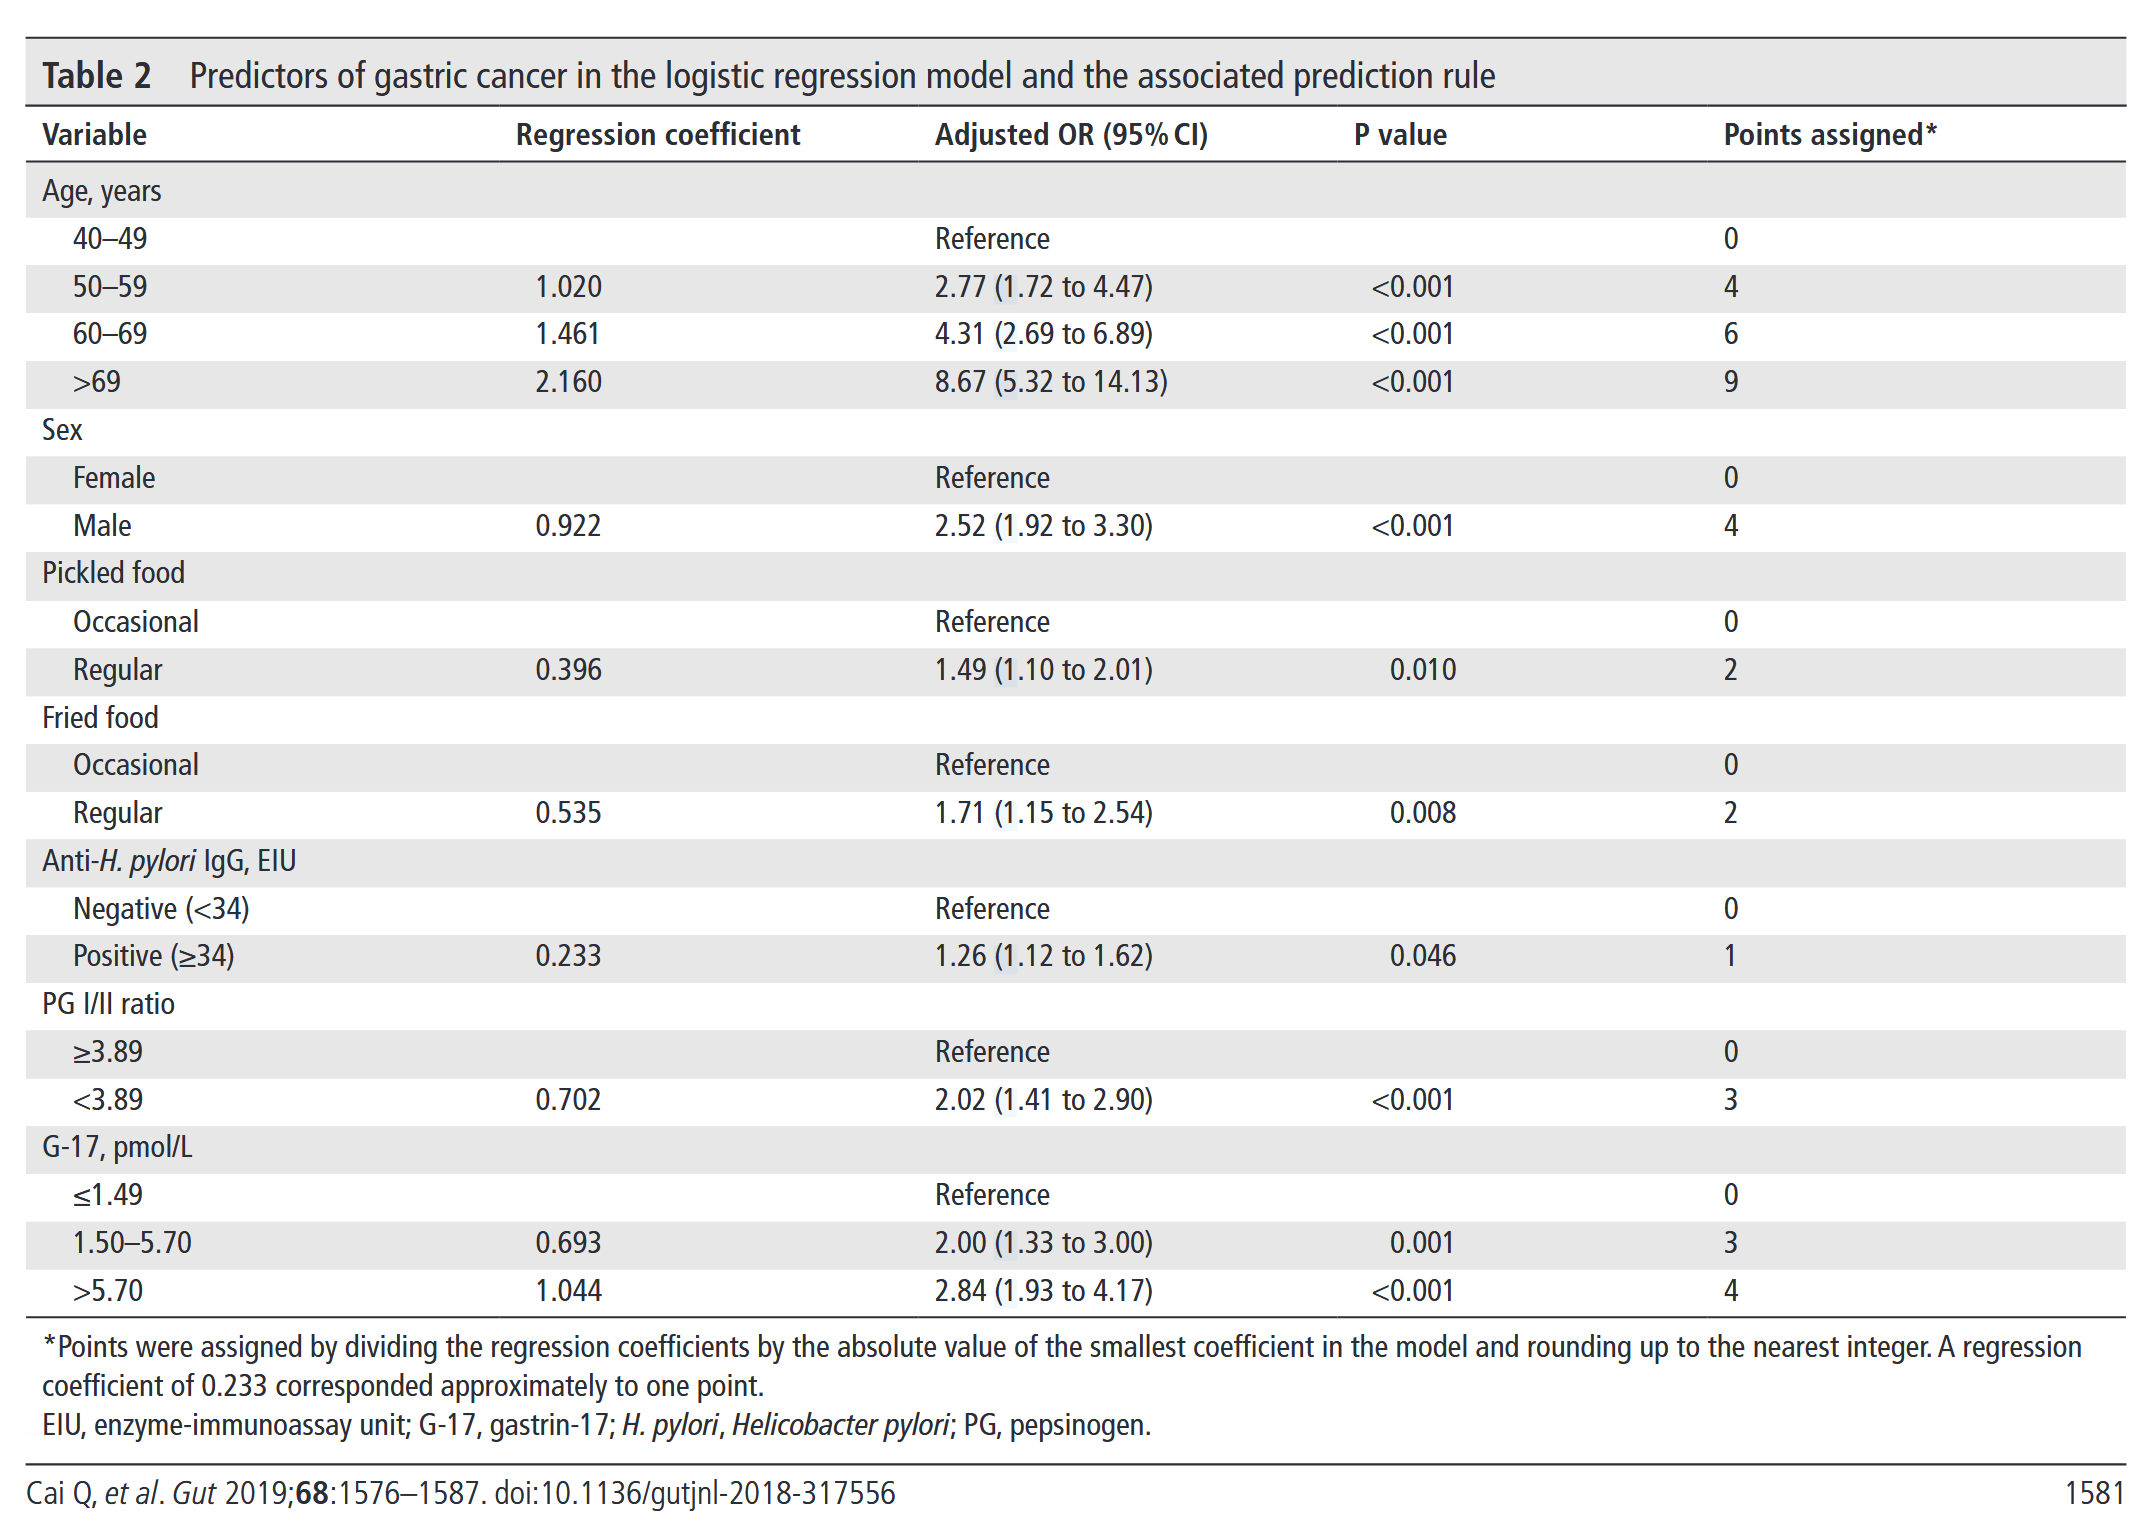 Table 2 Predictors of gastric cancer in the logistic regression model and the associated prediction rule
Variable Regression coefficient Adjusted OR (95% CI) P value Points assigned*
Age, years
40–49 Reference 0
50–59 1.020 2.77 (1.72 to 4.47) <0.001 4
60–69 1.461 4.31 (2.69 to 6.89) <0.001 6
>69 2.160 8.67 (5.32 to 14.13) <0.001 9
Sex
Female Reference 0
Male 0.922 2.52 (1.92 to 3.30) <0.001 4
Pickled food
Occasional Reference 0
Regular 0.396 1.49 (1.10 to 2.01) 0.010 2
Fried food
Occasional Reference 0
Regular 0.535 1.71 (1.15 to 2.54) 0.008 2
Anti-H. pylori IgG, EIU
Negative (<34) Reference 0
Positive (≥34) 0.233 1.26 (1.12 to 1.62) 0.046 1
PG I/II ratio
≥3.89 Reference 0
<3.89 0.702 2.02 (1.41 to 2.90) <0.001 3
G-17, pmol/L
≤1.49 Reference 0
1.50–5.70 0.693 2.00 (1.33 to 3.00) 0.001 3
>5.70 1.044 2.84 (1.93 to 4.17) <0.001 4
*Points were assigned by dividing the regression coefficients by the absolute value of the smallest coefficient in the model and rounding up to the nearest integer. A regression
coefficient of 0.233 corresponded approximately to one point.
EIU, enzyme-immunoassay unit; G-17, gastrin-17; H. pylori, Helicobacter pylori; PG, pepsinogen.
Cai Q, et al. Gut 2019;68:1576–1587. doi:10.1136/gutjnl-2018-317556 1581